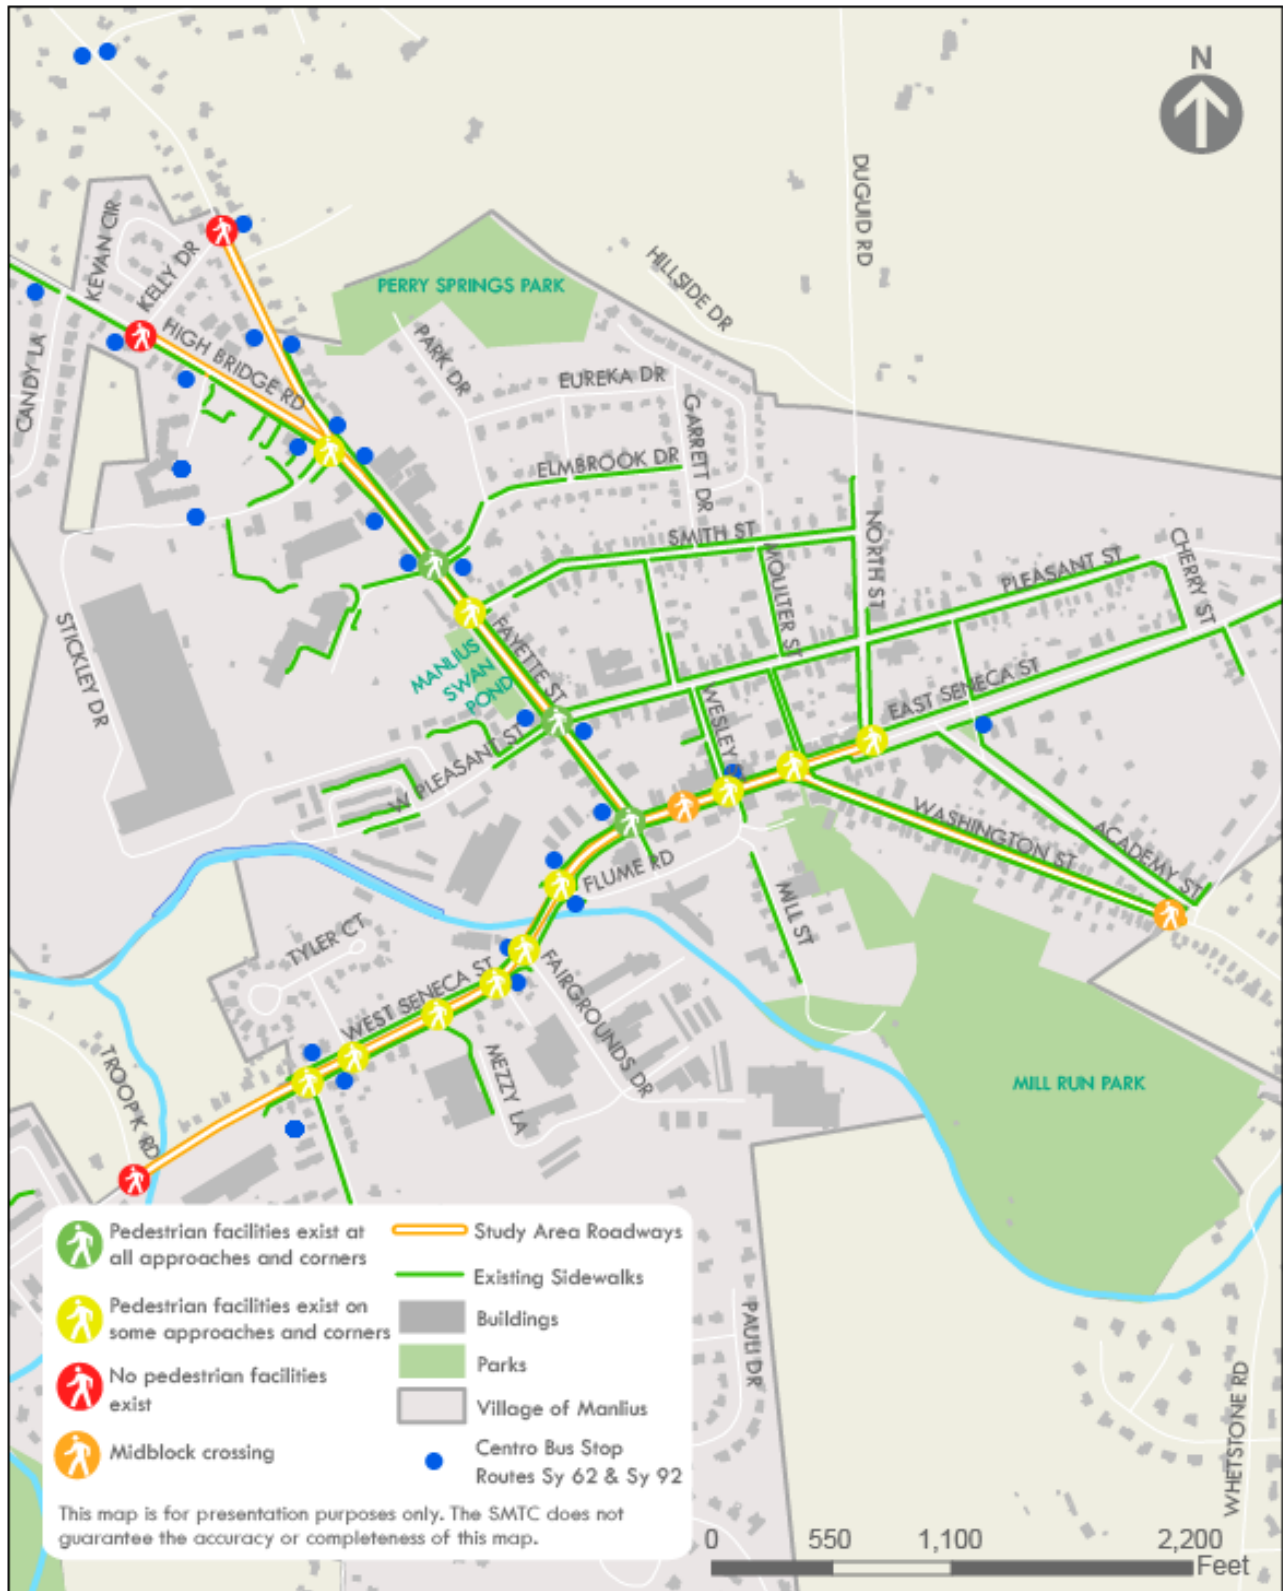 N
DUGUID RD
KEVAN CIR
KELLY DR
HILLSIDE DR
PERRY SPRINGS PARK
HIGH BRIDGE RD
CANDY LA
PARK DR
EUREKA DR
GARRETT DR
ELMBROOK DR
SMITH ST
NORTH ST
MOULTER ST
PLEASANT ST
CHERRY ST
STICKLEY DR
FAYETTE ST
MANLIUS
SWAN
POND
WESLEY
EAST SENECA ST
W PLEASANT ST
WASHINGTON ST
ACADEMY ST
FLUME RD
MILL ST
TYLER CT
WEST SENECA ST
FAIRGROUNDS DR
MEZZY LA
TROOP K RD
MILL RUN PARK
PAULI DR
WHETSTONE RD
Pedestrian facilities exist at
all approaches and corners
Pedestrian facilities exist on
some approaches and corners
No pedestrian facilities
exist
Midblock crossing
Study Area Roadways
Existing Sidewalks
Buildings
Parks
Village of Manlius
Centro Bus Stop
Routes Sy 62 & Sy 92
This map is for presentation purposes only. The SMTC does not
guarantee the accuracy or completeness of this map.
0 550 1,100 2,200
Feet